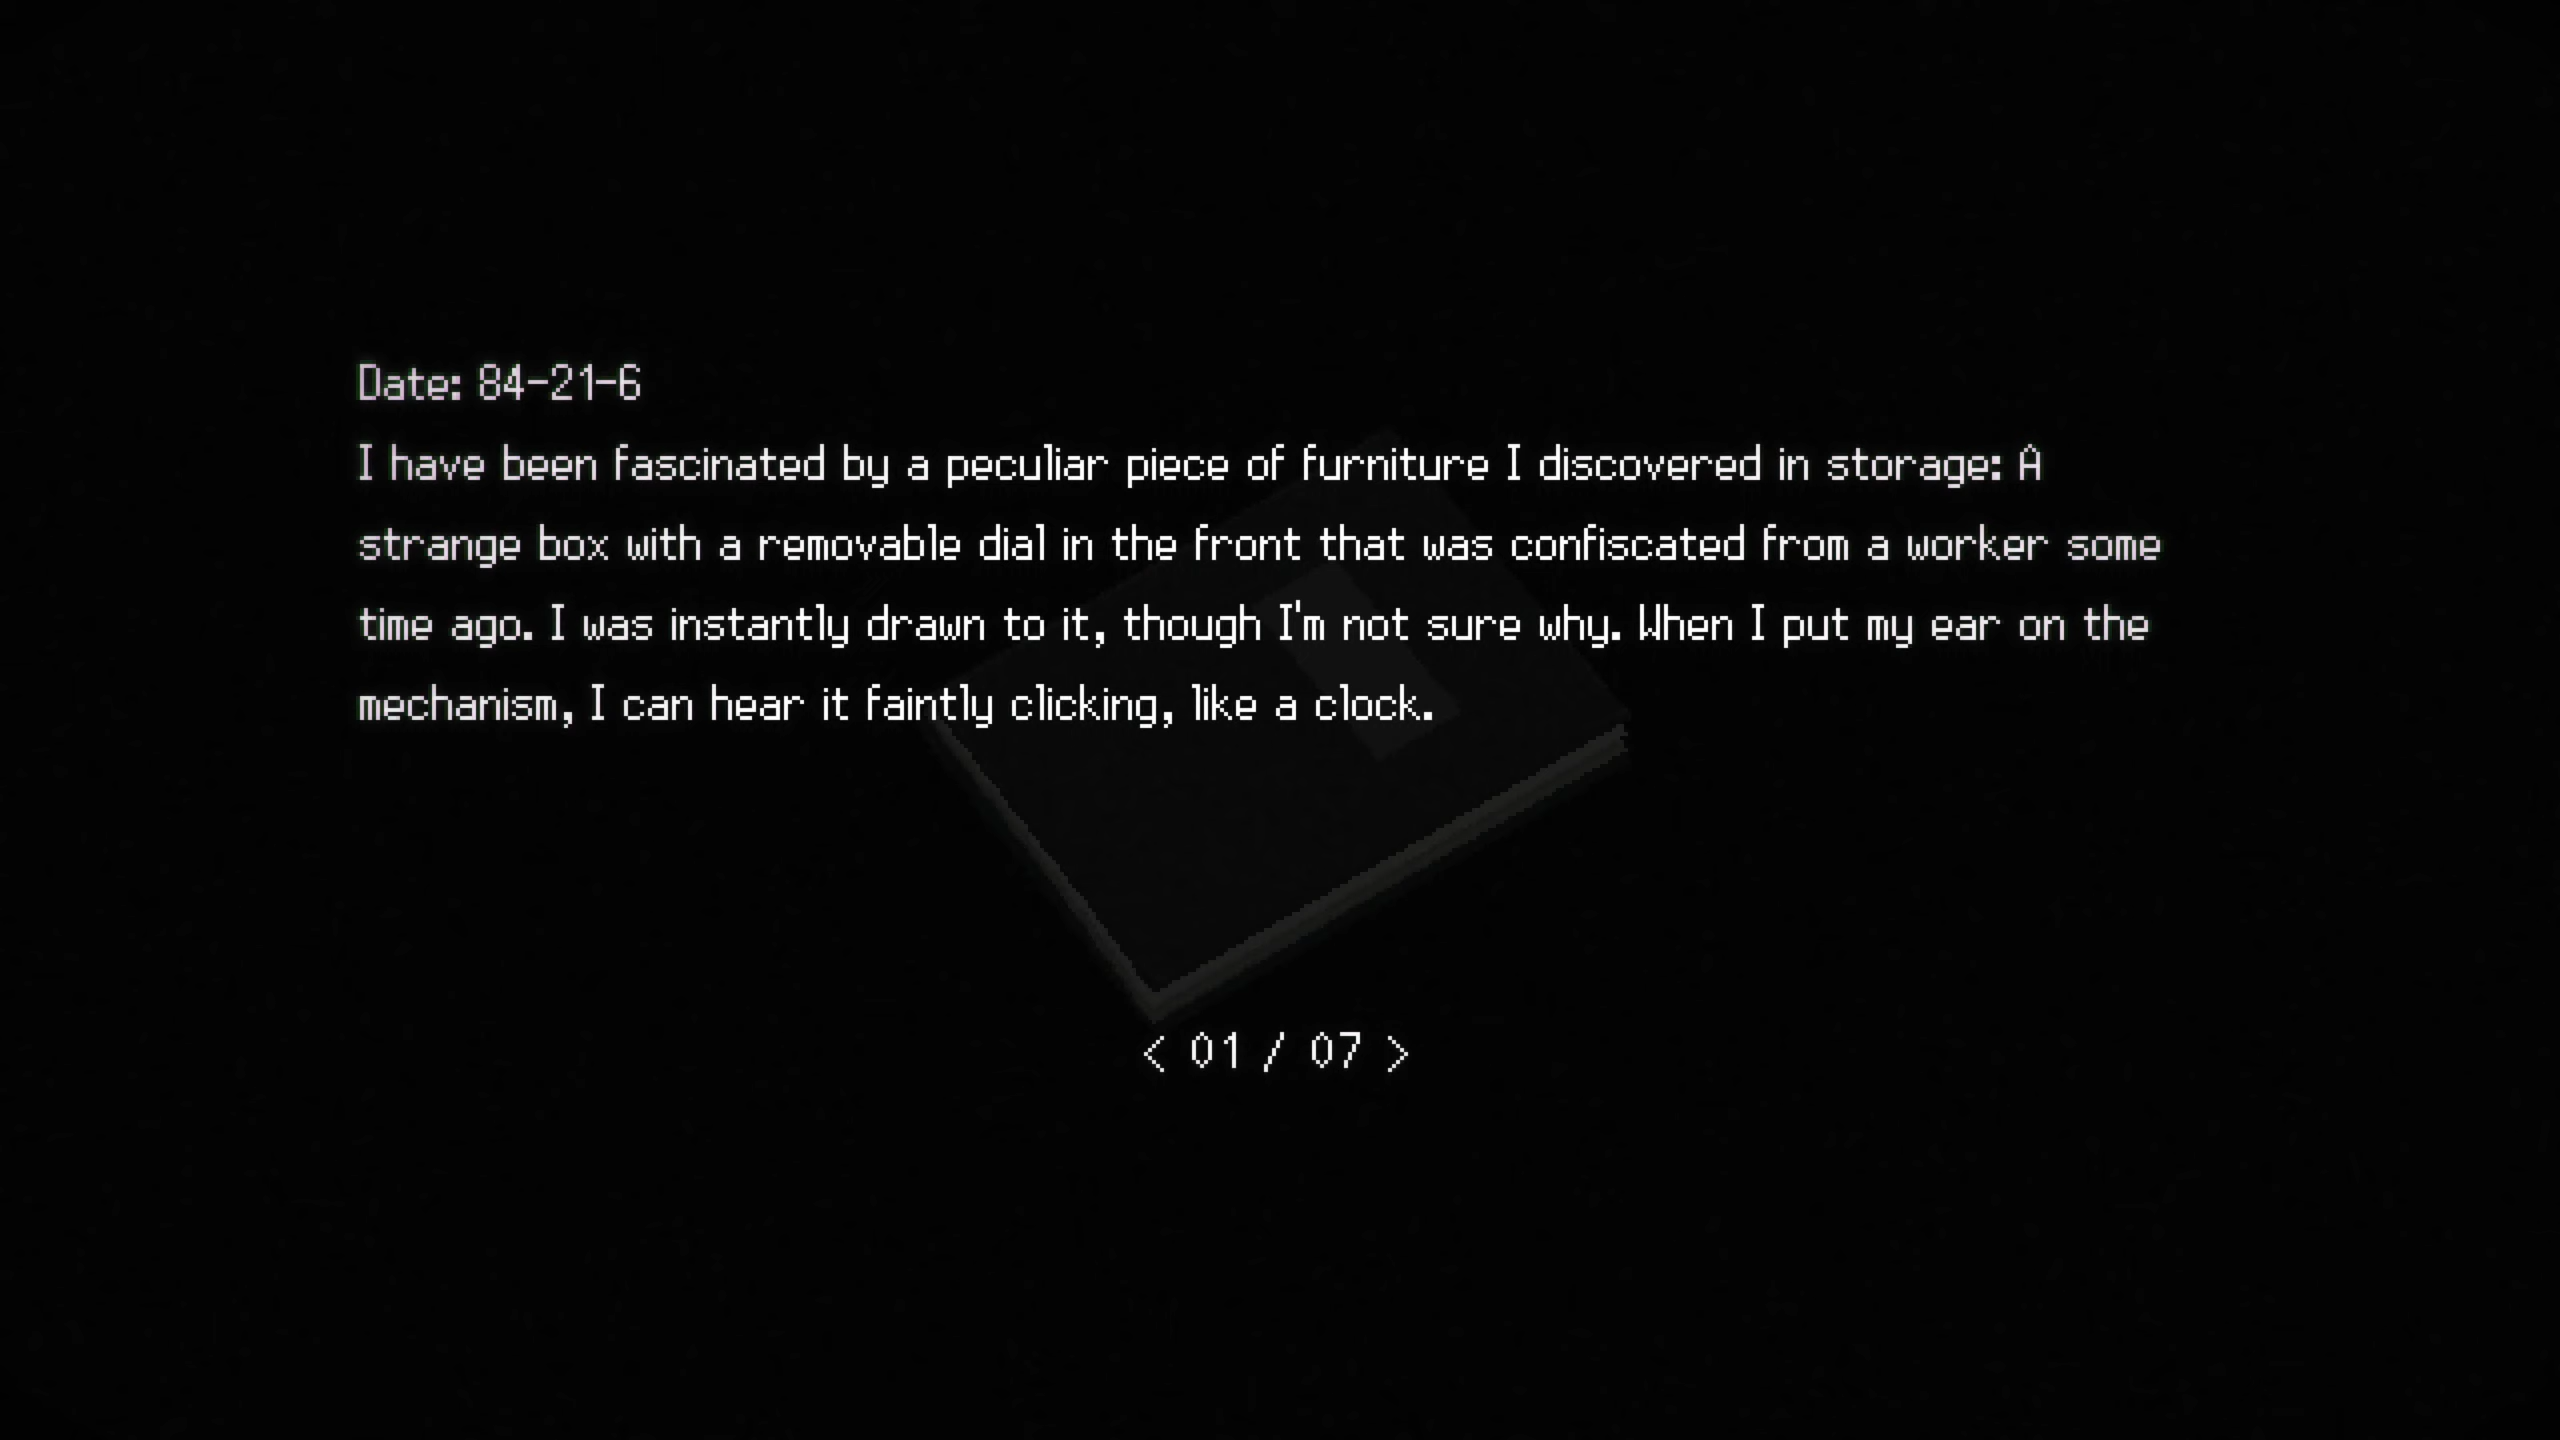 Date: 84-21-6
I have been fascinated by a peculiar piece of furniture I discovered in storage: A
strange box with a removable dial in the front that was confiscated from a worker some
time ago. I was instantly drawn to it, though I'm not sure why. When I put my ear on the
mechanism, I can hear it faintly clicking, like a clock.
< 01 / 07 >